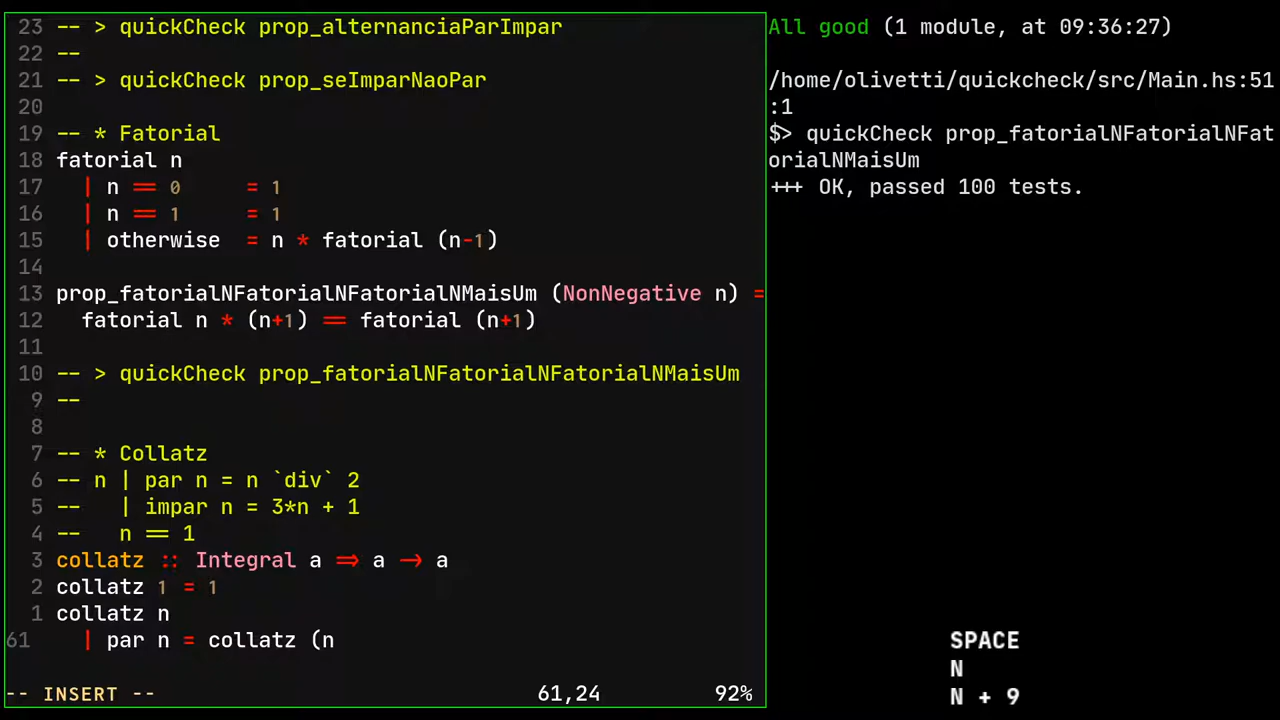 23 -- > quickCheck prop_alternanciaParImpar
22 --
21 -- > quickCheck prop_seImparNaoPar
20
19 -- * Fatorial
18 fatorial n
17   | n == 0     = 1
16   | n == 1     = 1
15   | otherwise  = n * fatorial (n-1)
14
13 prop_fatorialNFatorialNFatorialNMaisUm (NonNegative n) =
12   fatorial n * (n+1) == fatorial (n+1)
11
10 -- > quickCheck prop_fatorialNFatorialNFatorialNMaisUm
9 --
8
7 -- * Collatz
6 -- n | par n = n `div` 2
5 --   | impar n = 3*n + 1
4 --   n == 1
3 collatz :: Integral a => a -> a
2 collatz 1 = 1
1 collatz n
61   | par n = collatz (n
-- INSERT -- 61,24 92%
All good (1 module, at 09:36:27)
/home/olivetti/quickcheck/src/Main.hs:51
:1
$> quickCheck prop_fatorialNFatorialNFat
orialNMaisUm
+++ OK, passed 100 tests.
SPACE
N
N + 9